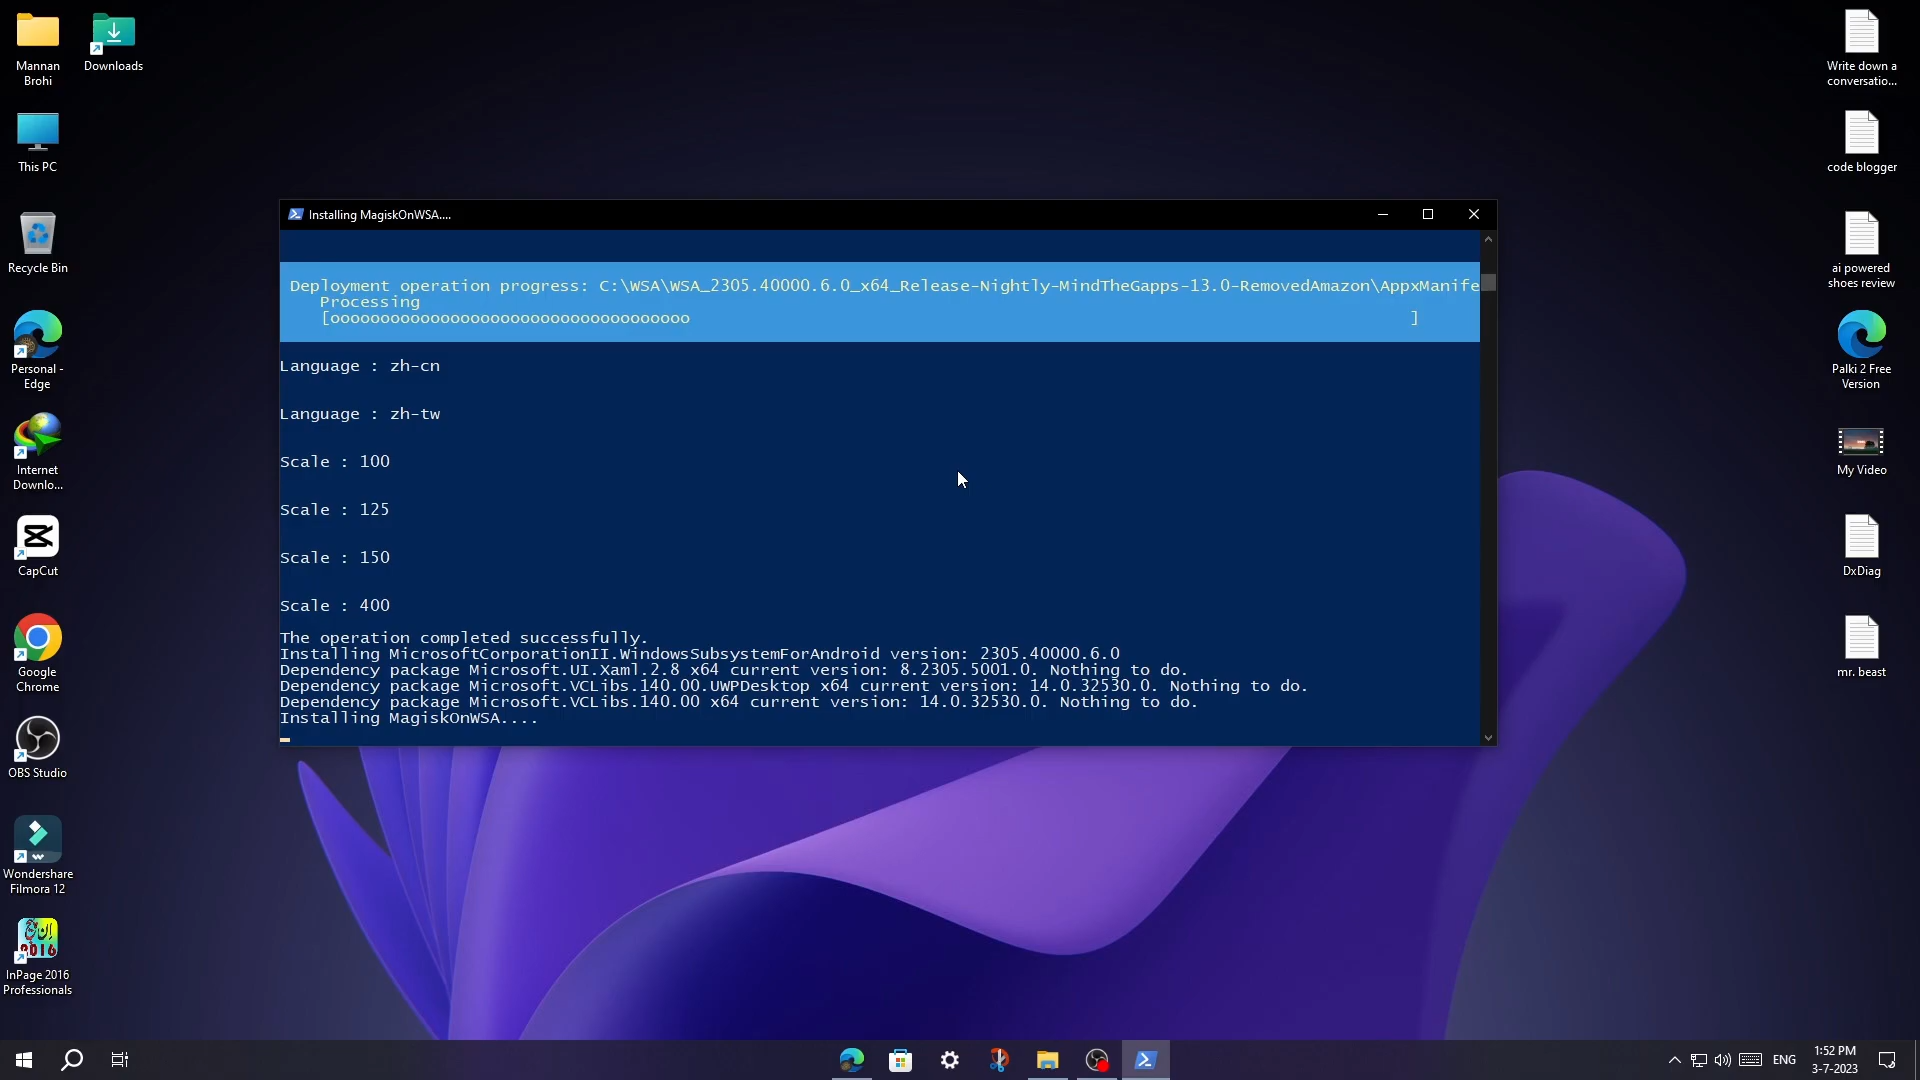 Mannan
Brohi
Downloads
This PC
Recycle Bin
Personal -
Edge
Internet
Downlo...
CapCut
Google
Chrome
OBS Studio
Wondershare
Filmora 12
2016
InPage 2016
Professionals
Installing MagiskOnWSA....
Deployment operation progress: C:\WSA\WSA_2305.40000.6.0_x64_Release-Nightly-MindTheGapps-13.0-RemovedAmazon\AppxManife
Processing
[oooooooooooooooooooooooooooooooooooo ]
Language : zh-cn
Language : zh-tw
Scale : 100
Scale : 125
Scale : 150
Scale : 400
The operation completed successfully.
Installing MicrosoftCorporationII.WindowsSubsystemForAndroid version: 2305.40000.6.0
Dependency package Microsoft.UI.Xaml.2.8 x64 current version: 8.2305.5001.0. Nothing to do.
Dependency package Microsoft.VCLibs.140.00.UWPDesktop x64 current version: 14.0.32530.0. Nothing to do.
Dependency package Microsoft.VCLibs.140.00 x64 current version: 14.0.32530.0. Nothing to do.
Installing MagiskOnWSA....
Write down a
conversatio...
code blogger
ai powered
shoes review
Palki 2 Free
Version
My Video
DxDiag
mr. beast
ENG
1:52 PM
3-7-2023